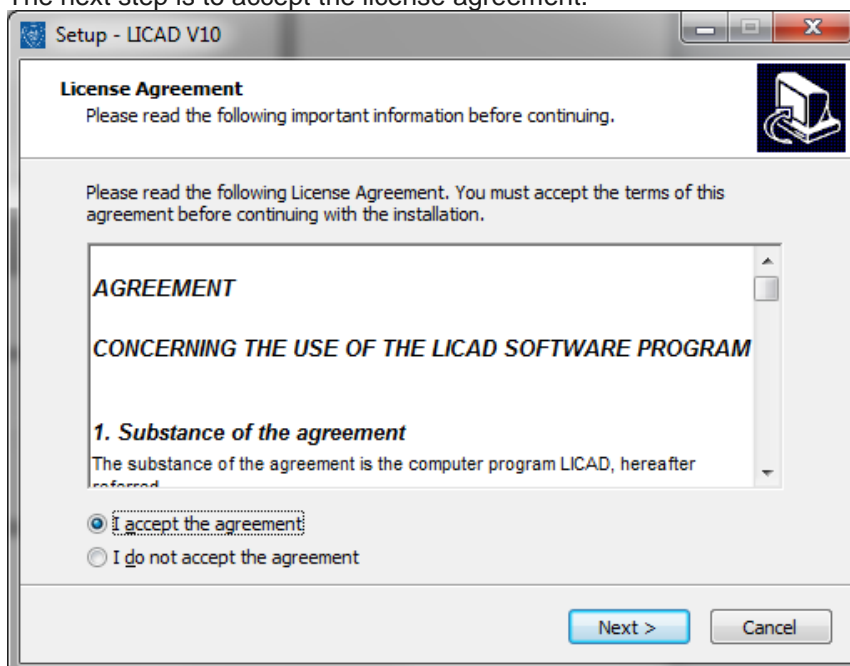 The next step is to accept the license agreement.
Setup - LICAD V10
License Agreement
Please read the following important information before continuing.
Please read the following License Agreement. You must accept the terms of this
agreement before continuing with the installation.
AGREEMENT
CONCERNING THE USE OF THE LICAD SOFTWARE PROGRAM
1. Substance of the agreement
The substance of the agreement is the computer program LICAD, hereafter
referred
I accept the agreement
I do not accept the agreement
Next >
Cancel